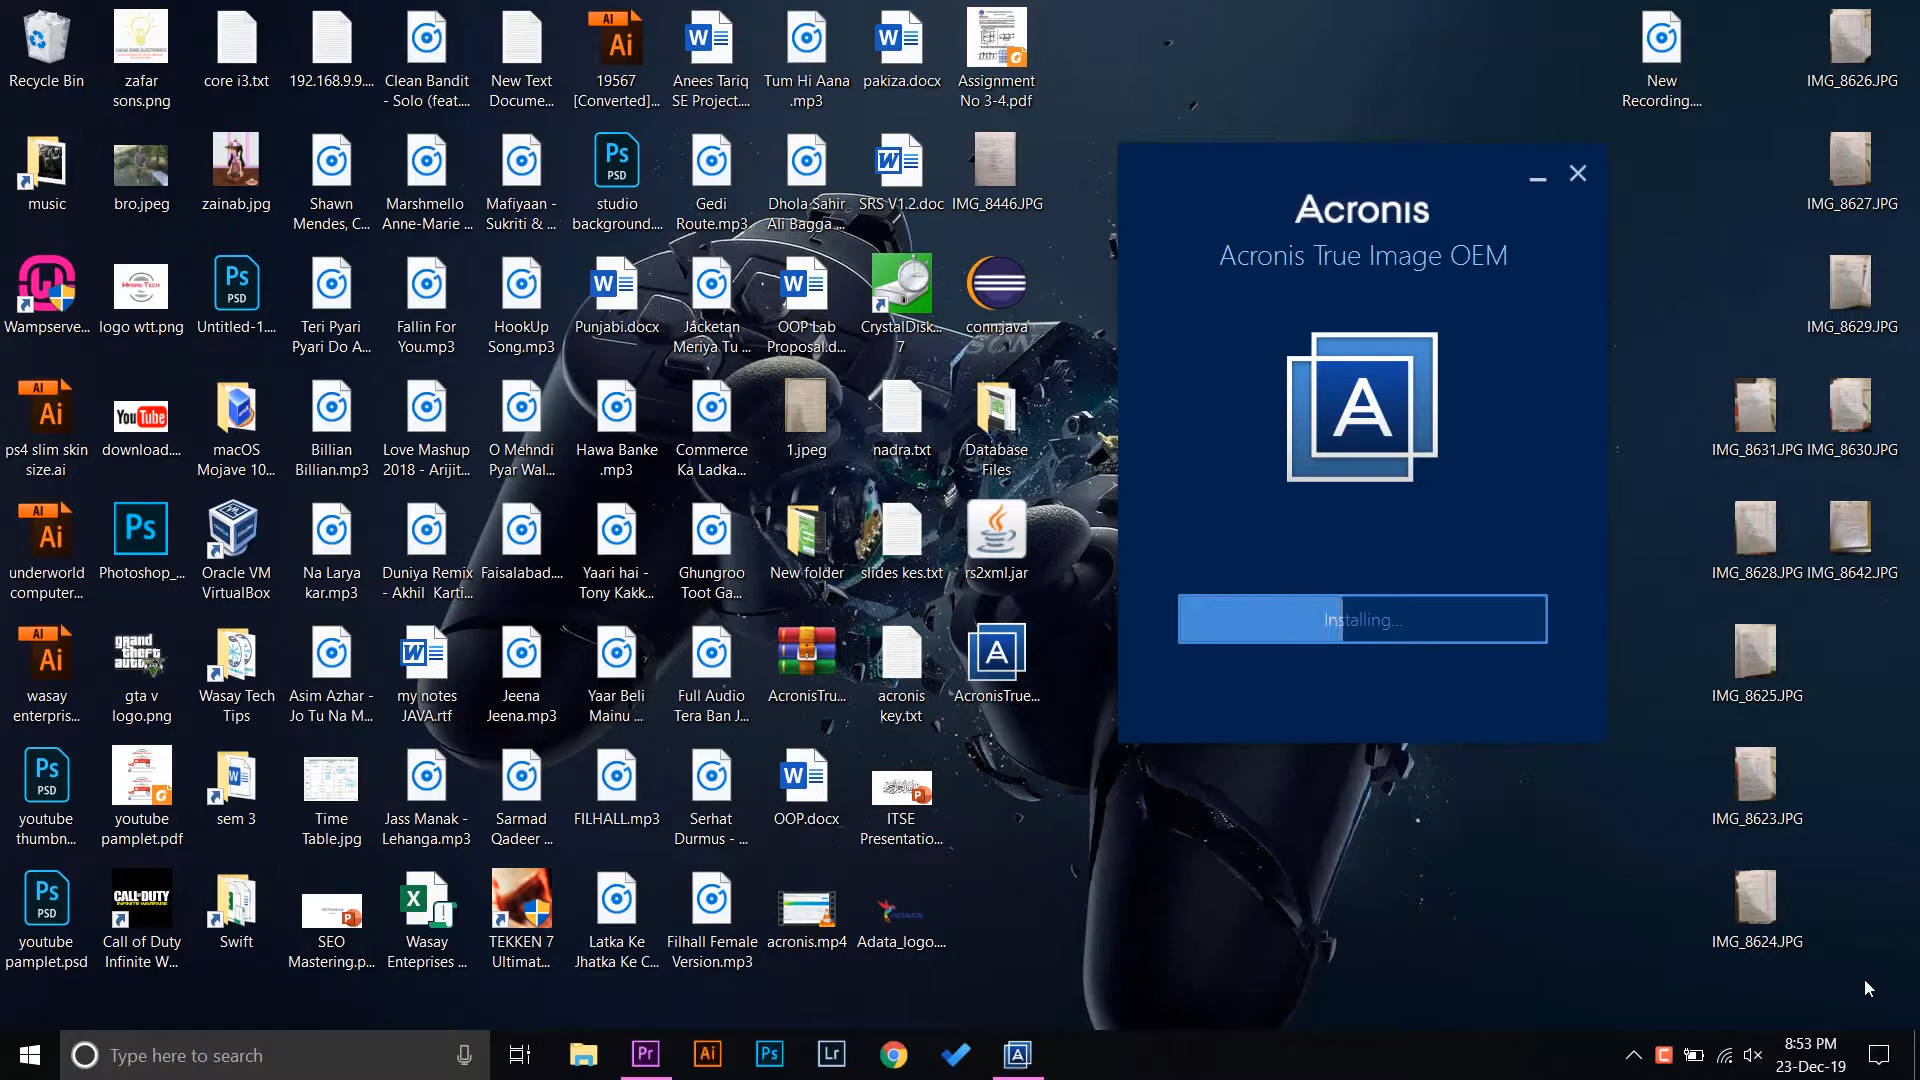 Recycle Bin
zafar
sons.png
core i3.txt
192.168.9.9....
Clean Bandit
- Solo (feat....
New Text
Docume...
19567
[Converted]...
Anees Tariq
SE Project....
Tum Hi Aana
.mp3
pakiza.docx
Assignment
No 3-4.pdf
New
Recording....
IMG_8626.JPG
music
bro.jpeg
zainab.jpg
Shawn
Mendes, C...
Marshmello
Anne-Marie ...
Mafiyaan -
Sukriti & ...
studio
background....
Gedi
Route.mp3
Dhola Sahir
Ali Bagga ...
SRS V1.2.doc
IMG_8446.JPG
IMG_8627.JPG
Acronis
Acronis True Image OEM
Wampserve...
logo wtt.png
Untitled-1....
Teri Pyari
Pyari Do A...
Fallin For
You.mp3
HookUp
Song.mp3
Punjabi.docx
Jacketan
Meriya Tu ...
OOP Lab
Proposal.d...
CrystalDisk...
7
conn.java
IMG_8629.JPG
ps4 slim skin
size.ai
download....
macOS
Mojave 10...
Billian
Billian.mp3
Love Mashup
2018 - Arijit...
O Mehndi
Pyar Wal...
Hawa Banke
.mp3
Commerce
Ka Ladka...
1.jpeg
nadra.txt
Database
Files
IMG_8631.JPG
IMG_8630.JPG
underworld
computer...
Photoshop_...
Oracle VM
VirtualBox
Na Larya
kar.mp3
Duniya Remix
- Akhil Karti...
Faisalabad....
Yaari hai -
Tony Kakk...
Ghungroo
Toot Ga...
New folder
slides kes.txt
rs2xml.jar
IMG_8628.JPG
IMG_8642.JPG
Installing...
wasay
enterpris...
gta v
logo.png
Wasay Tech
Tips
Asim Azhar -
Jo Tu Na M...
my notes
JAVA.rtf
Jeena
Jeena.mp3
Yaar Beli
Mainu ...
Full Audio
Tera Ban J...
AcronisTru...
acronis
key.txt
AcronisTrue...
IMG_8625.JPG
youtube
thumbn...
youtube
pamplet.pdf
sem 3
Time
Table.jpg
Jass Manak -
Lehanga.mp3
Sarmad
Qadeer ...
FILHALL.mp3
Serhat
Durmus - ...
OOP.docx
ITSE
Presentatio...
IMG_8623.JPG
youtube
pamplet.psd
Call of Duty
Infinite W...
Swift
SEO
Mastering.p...
Wasay
Enteprises ...
TEKKEN 7
Ultimat...
Latka Ke
Jhatka Ke C...
Filhall Female
Version.mp3
acronis.mp4
Adata_logo....
IMG_8624.JPG
Type here to search
8:53 PM
23-Dec-19